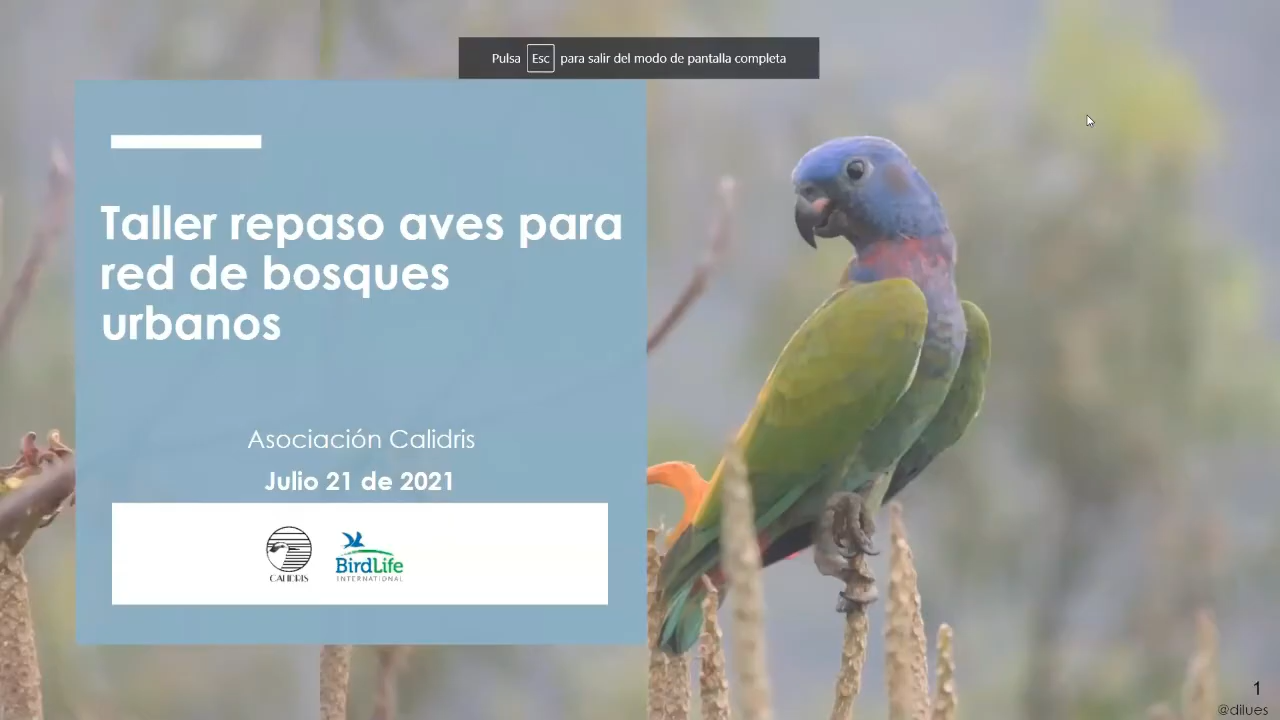 Pulsa Esc para salir del modo de pantalla completa
Taller repaso aves para
red de bosques
urbanos
Asociación Calidris
Julio 21 de 2021
CALIDRIS
BirdLife
INTERNATIONAL
1
@dilues